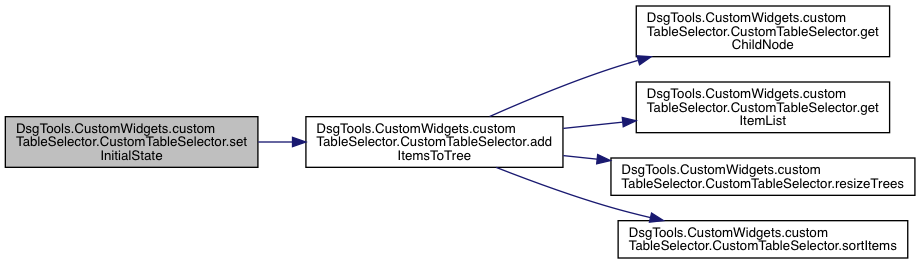 DsgTools.CustomWidgets.custom
TableSelector.CustomTableSelector.set
InitialState
DsgTools.CustomWidgets.custom
TableSelector.CustomTableSelector.add
ItemsToTree
DsgTools.CustomWidgets.custom
TableSelector.CustomTableSelector.get
ChildNode
DsgTools.CustomWidgets.custom
TableSelector.CustomTableSelector.get
ItemList
DsgTools.CustomWidgets.custom
TableSelector.CustomTableSelector.resizeTrees
DsgTools.CustomWidgets.custom
TableSelector.CustomTableSelector.sortItems